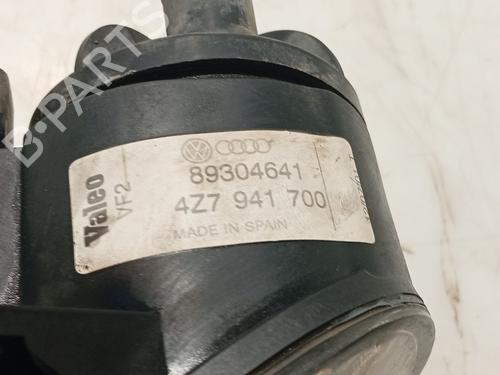 B-PARTS
Valeo
VF2
89304641
4Z7 941 700
MADE IN SPAIN